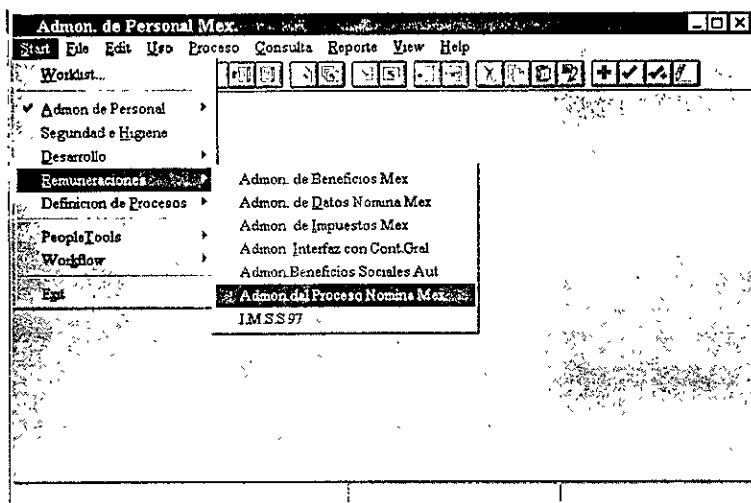 Admon. de Personal Mex.
Start File Edit Uso Proceso Consulta Reporte View Help
Worklist...
Admon de Personal
Seguridad e Higiene
Desarrollo
Remuneraciones
Definicion de Procesos
PeopleTools
Workflow
Exit
Admon. de Beneficios Mex
Admon. de Datos Nomina Mex
Admon. de Impuestos Mex
Admon Interfaz con Cont.Gral
Admon.Beneficios Sociales Aut
Admon.del Proceso Nomina Mex.
I.M.S.S 97